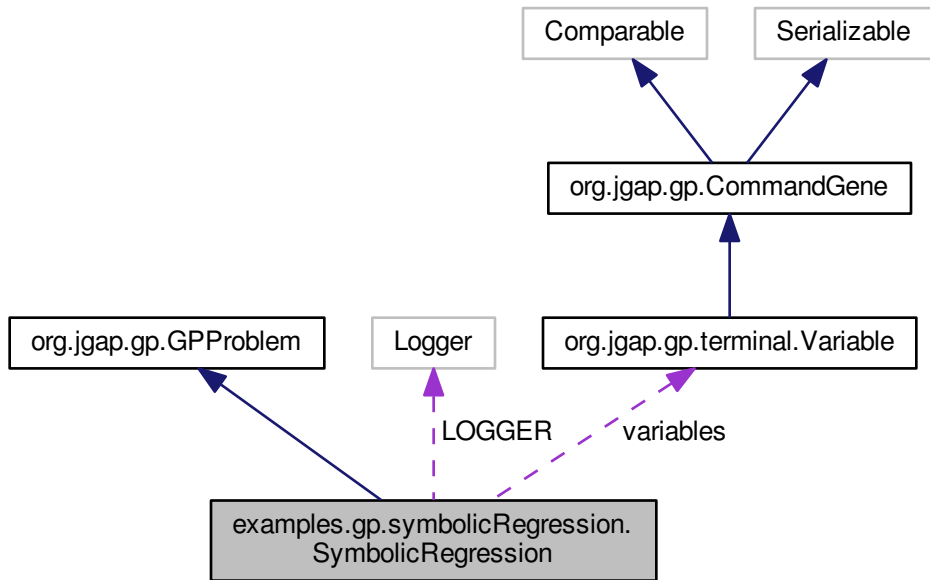 Comparable
Serializable
org.jgap.gp.CommandGene
org.jgap.gp.GPProblem
Logger
org.jgap.gp.terminal.Variable
LOGGER
variables
examples.gp.symbolicRegression.
SymbolicRegression